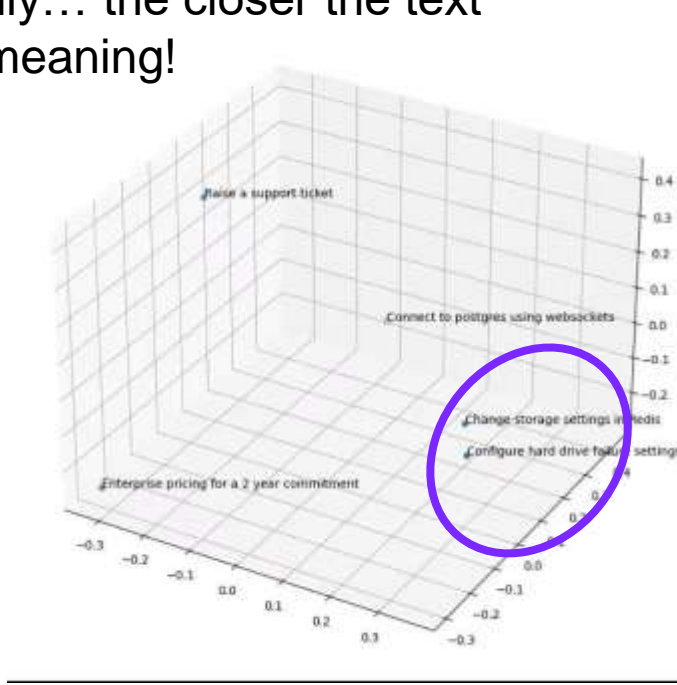 lly... the closer the text
meaning!
Raise a support ticket
Connect to postgres using websockets
Change storage settings in Redis
Configure hard drive failure settings
Enterprise pricing for a 2 year commitment
0.4
0.3
0.2
0.1
0.0
−0.1
−0.2
−0.3
−0.2
−0.1
0.0
0.1
0.2
0.3
0.0
−0.1
−0.2
−0.3